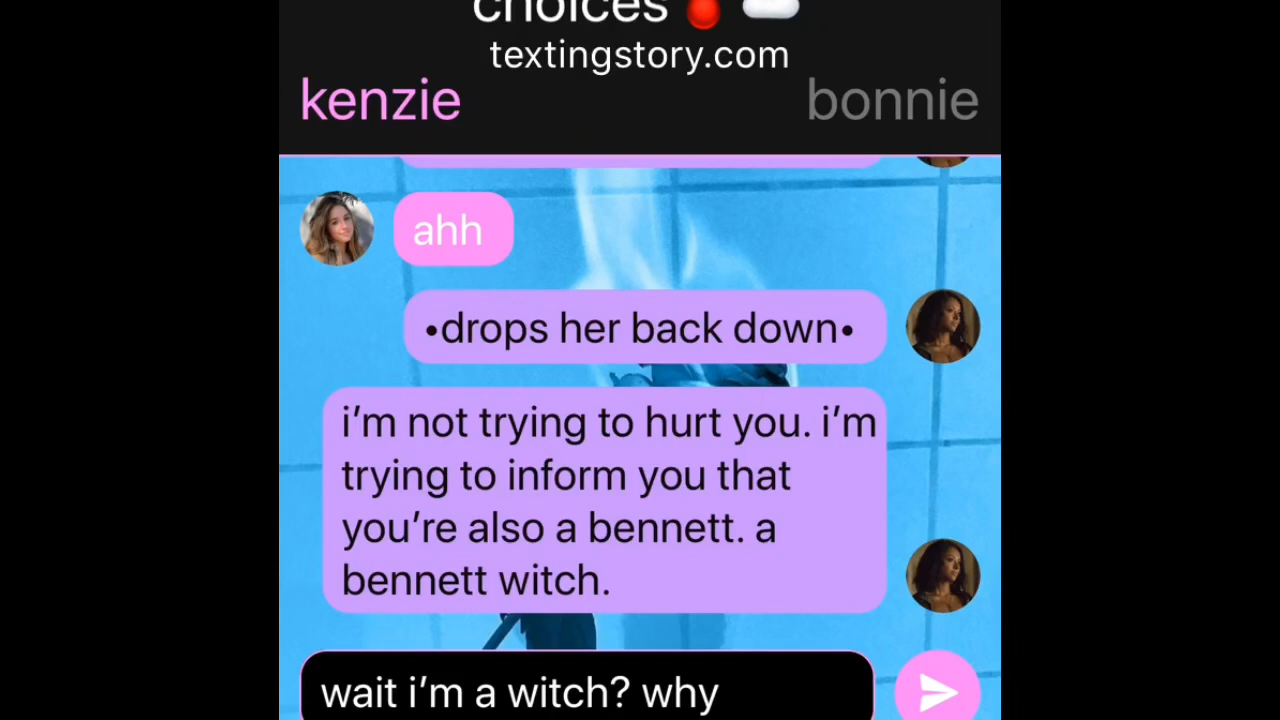 choices
textingstory.com
kenzie
bonnie
ahh
•drops her back down•
i’m not trying to hurt you. i’m
trying to inform you that
you’re also a bennett. a
bennett witch.
wait i’m a witch? why